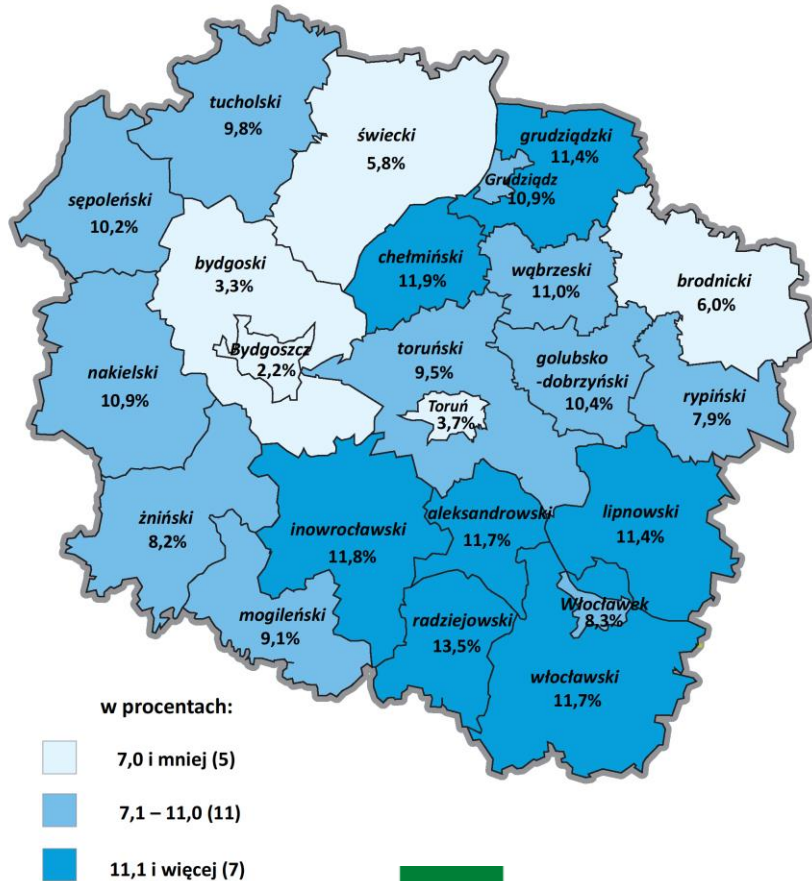 tucholski
9,8%
świecki
5,8%
grudziądzki
11,4%
Grudziądz
10,9%
sępoleński
10,2%
bydgoski
3,3%
chełmiński
11,9%
wąbrzeski
11,0%
brodnicki
6,0%
Bydgoszcz
2,2%
toruński
9,5%
golubsko
-dobrzyński
10,4%
nakielski
10,9%
rypiński
7,9%
Toruń
3,7%
żniński
8,2%
inowrocławski
11,8%
aleksandrowski
11,7%
lipnowski
11,4%
mogileński
9,1%
radziejowski
13,5%
Włocławek
8,3%
włocławski
11,7%
w procentach:
7,0 i mniej (5)
7,1 – 11,0 (11)
11,1 i więcej (7)